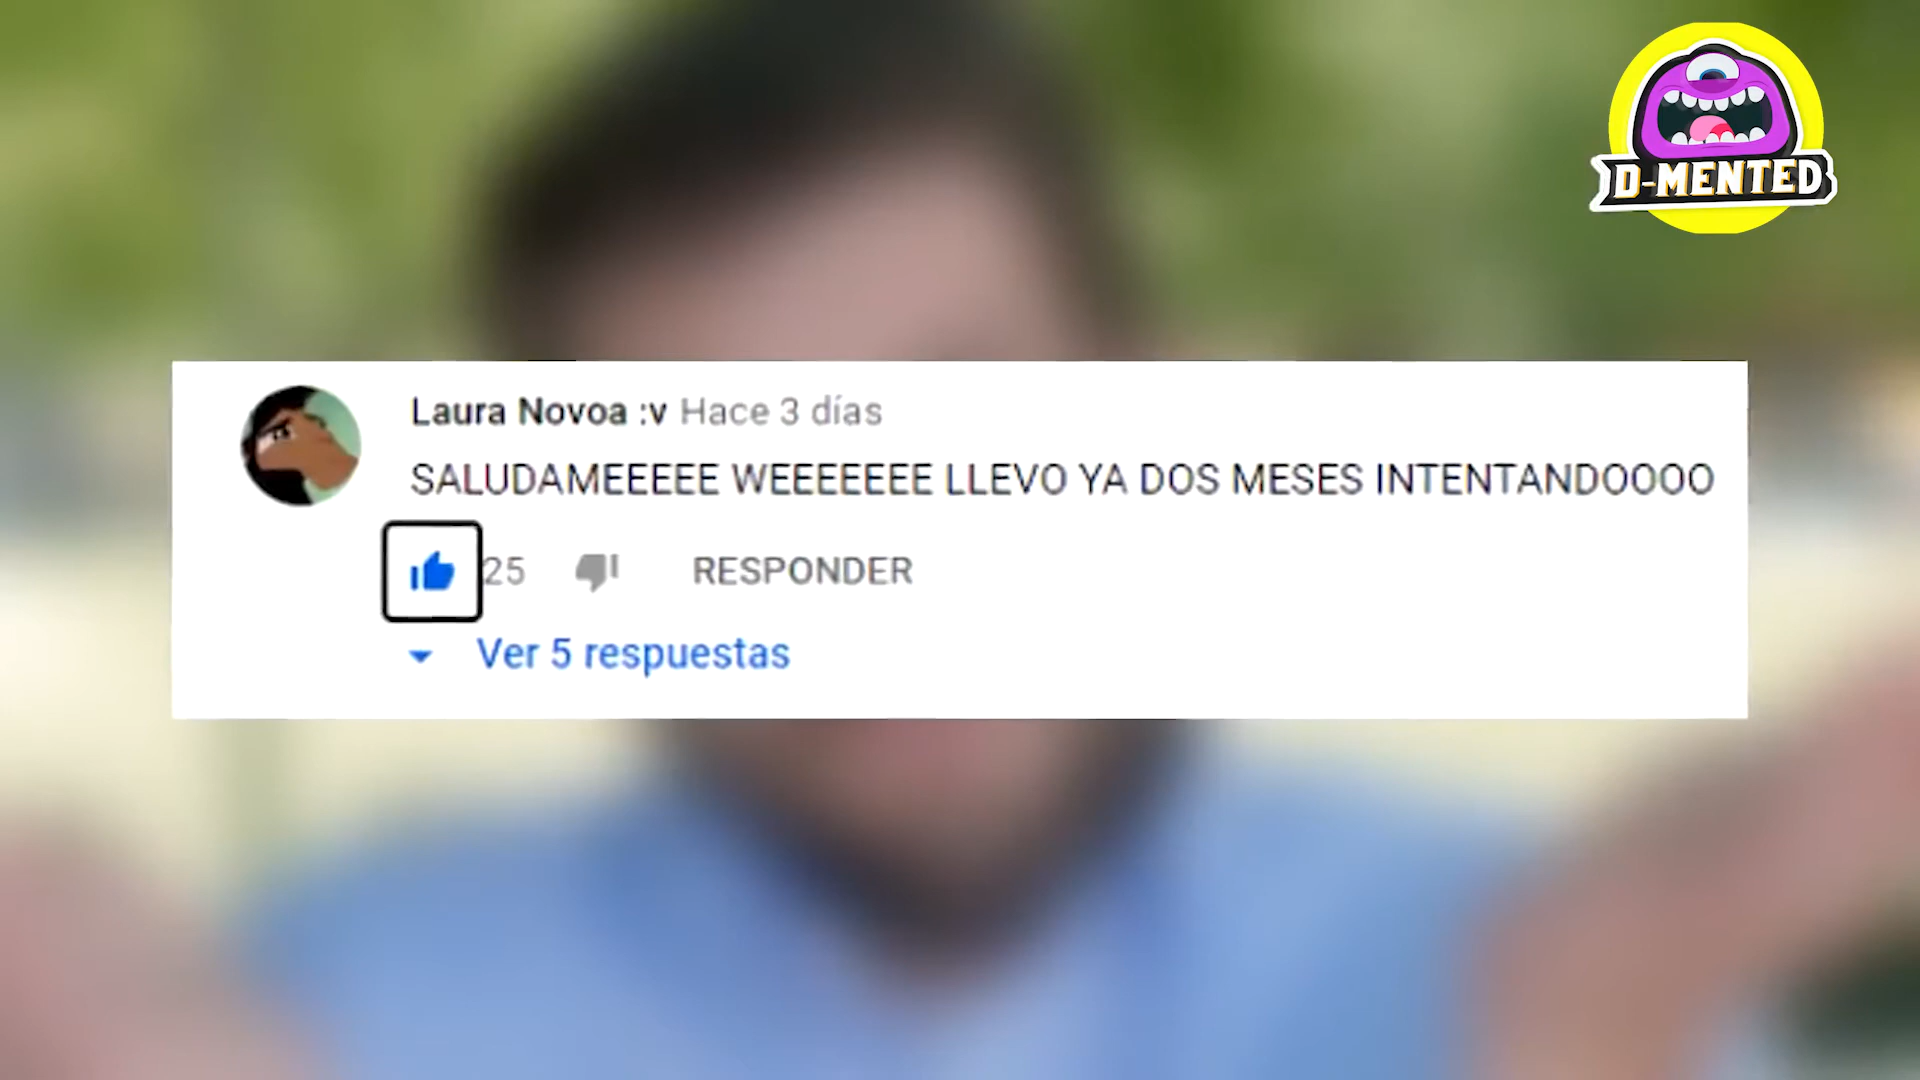 D-MENTED
Laura Novoa :v Hace 3 días
SALUDAMEEEEE WEEEEEEE LLEVO YA DOS MESES INTENTANDOOOO
25 RESPONDER
Ver 5 respuestas